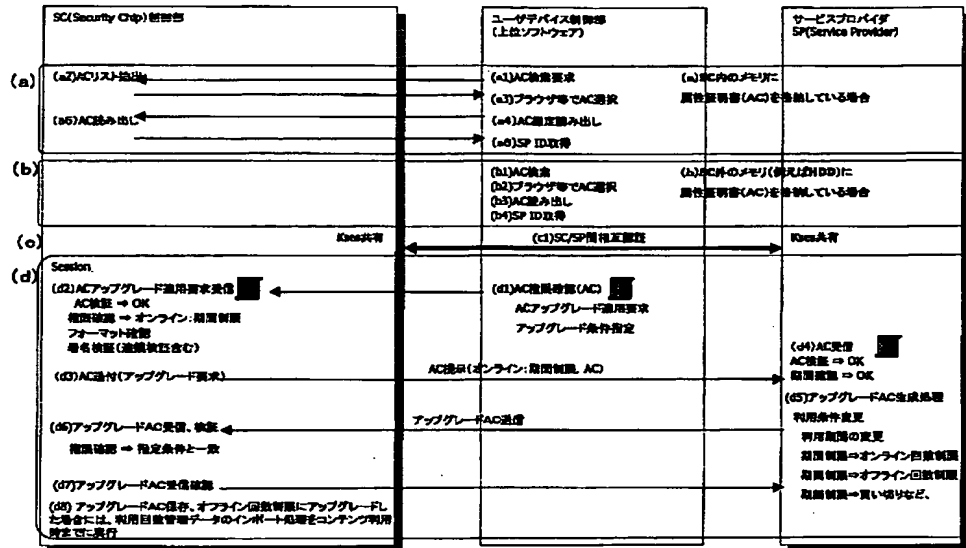 SC(Security Chip)制御部
ユーザデバイス制御部
(上位ソフトウェア)
サービスプロバイダ
SP(Service Provider)
(a)
(a2)ACリスト抽出
(a1)AC検索要求
(a)SC内のメモリに
(a3)ブラウザ等でAC選択
属性証明書(AC)を格納している場合
(a6)AC読み出し
(a4)AC指定読み出し
SP ID取得
(b)
(b1)AC検索
(b)SC外のメモリ(例えばHDD)に
(b2)ブラウザ等でAC選択
属性証明書(AC)を格納している場合
(b3)AC読み出し
(b4)SP ID取得
(c)
Kses共有
(c1)SC/SP間相互認証
Kses共有
(d)
Session
(d2)ACアップグレード適用要求受信
(d1)AC権限確認(AC)
AC検証 ⇒ OK
ACアップグレード適用要求
権限確認 ⇒ オンライン:期間制限
アップグレード条件指定
フォーマット確認
署名検証(連鎖検証含む)
(d4)AC受信
AC検証 ⇒ OK
(d3)AC送付(アップグレード要求)
AC提示(オンライン:期間制限, AC)
期間確認 ⇒ OK
(d5)アップグレードAC生成処理
アップグレードAC送信
利用条件変更
(d6)アップグレードAC受信、検証
利用期間の変更
権限確認 ⇒ 指定条件と一致
期間制限⇒オンライン回数制限
期間制限⇒オフライン回数制限
(d7)アップグレードAC受信確認
期間制限⇒買い切りなど、
(d8) アップグレードAC保存、オフライン回数制限にアップグレードし
た場合には、利用回数管理データのインポート処理をコンテンツ利用
時までに実行